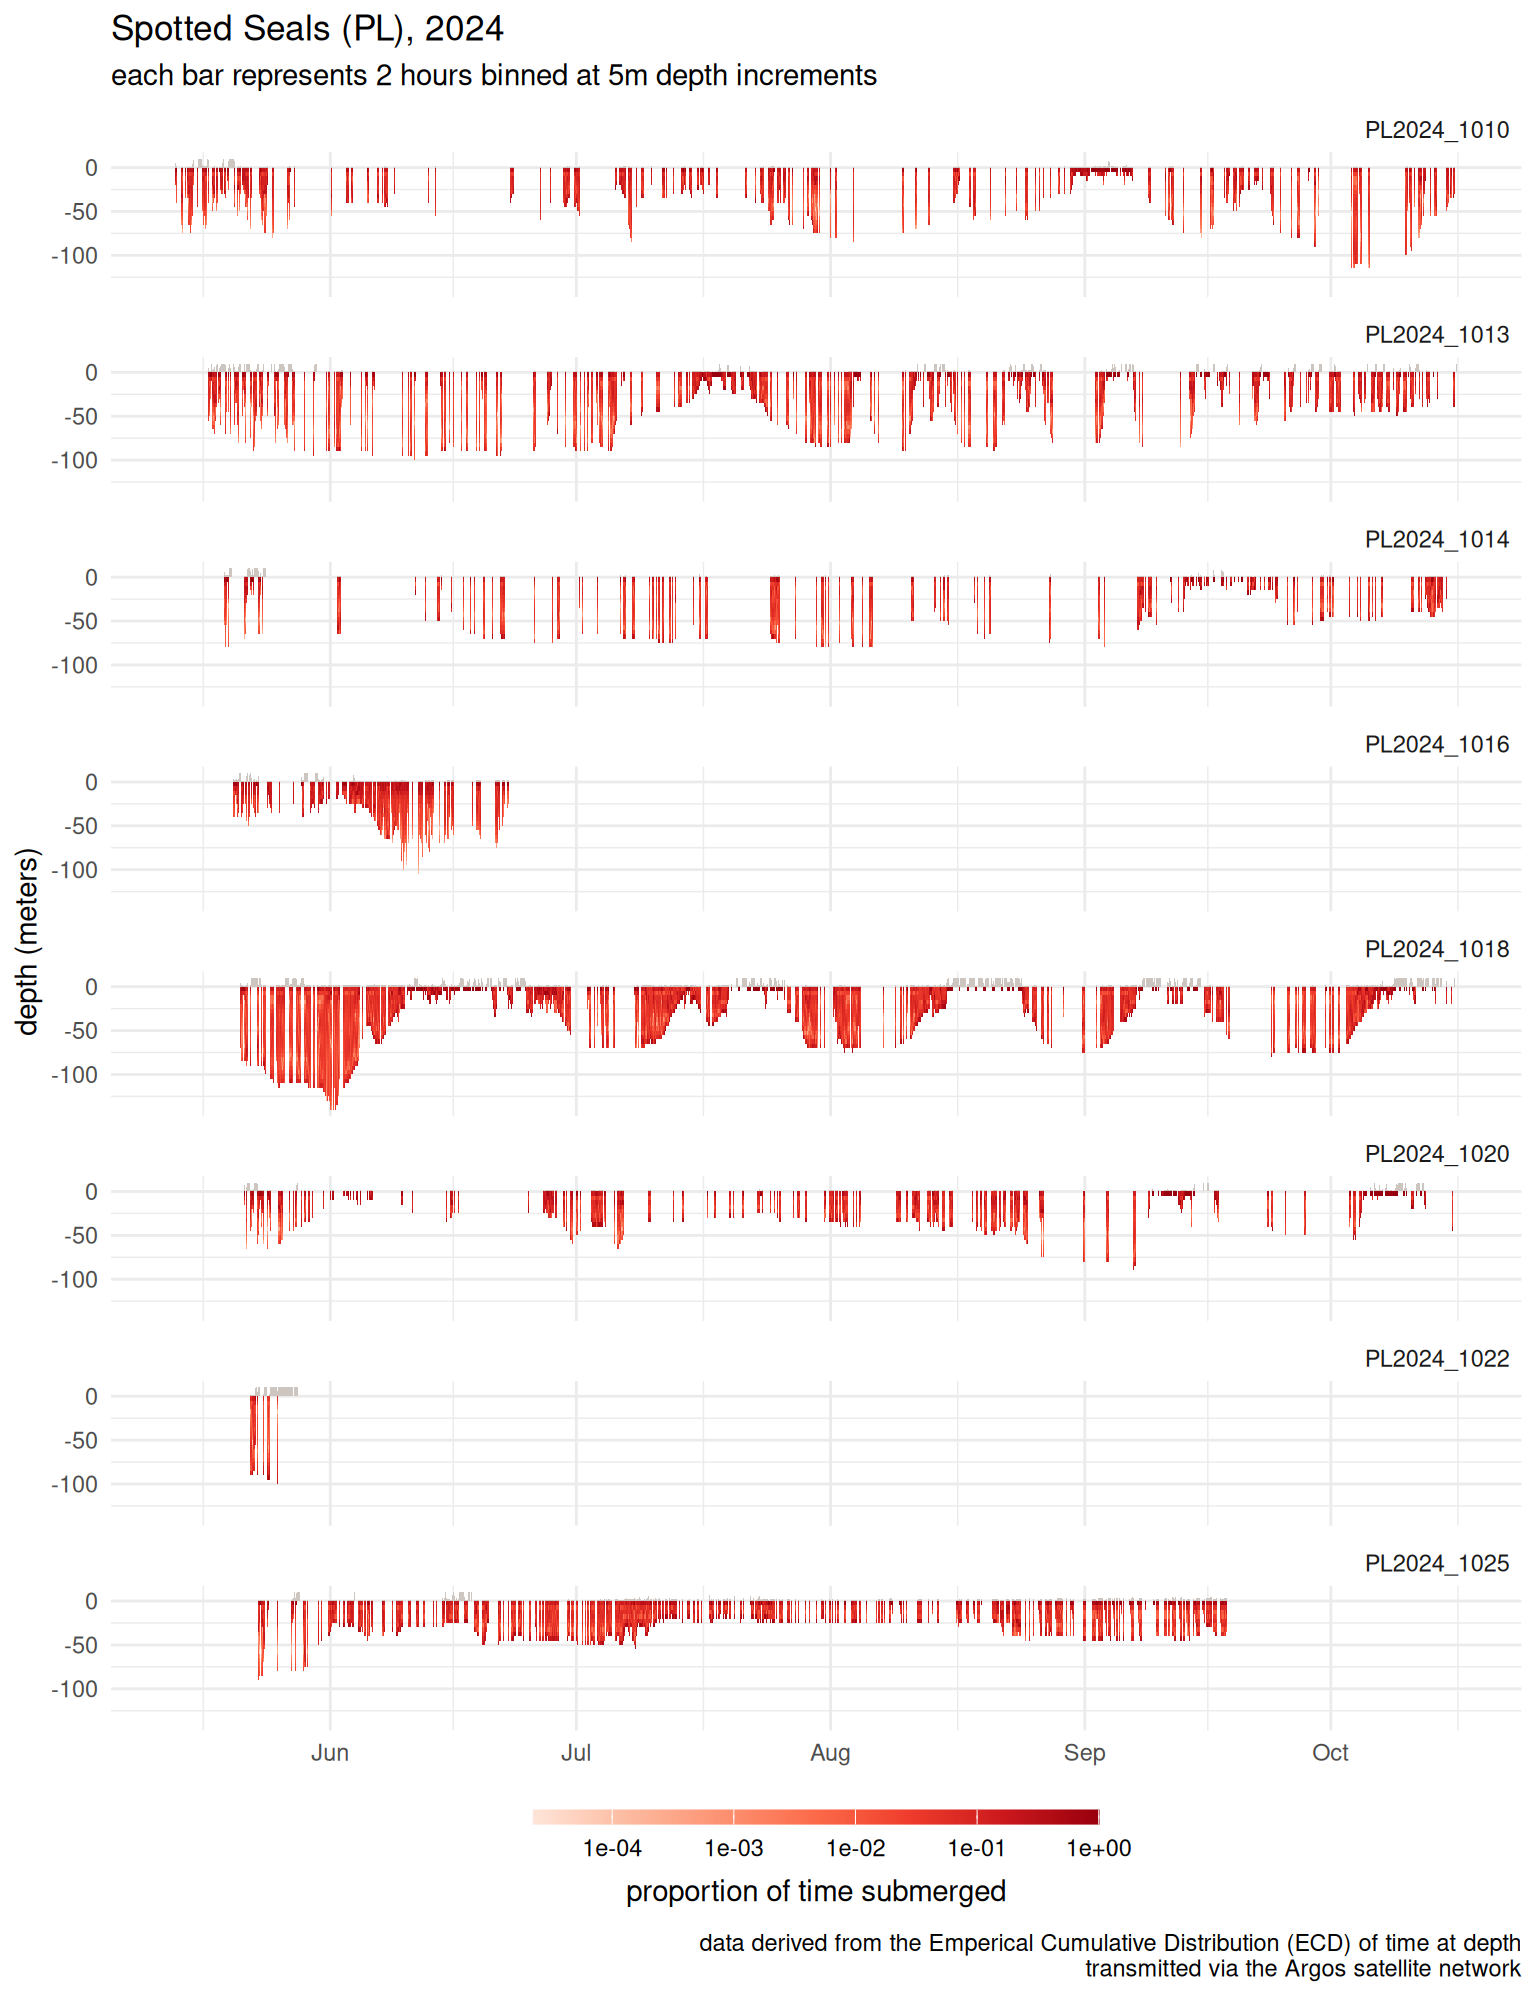 Spotted Seals (PL), 2024
each bar represents 2 hours binned at 5m depth increments
PL2024_1010
0
-50
-100
PL2024_1013
0
-50
-100
PL2024_1014
0
-50
-100
PL2024_1016
0
-50
-100
depth (meters)
PL2024_1018
0
-50
-100
PL2024_1020
0
-50
-100
PL2024_1022
0
-50
-100
PL2024_1025
0
-50
-100
Jun Jul Aug Sep Oct
1e-04 1e-03 1e-02 1e-01 1e+00
proportion of time submerged
data derived from the Emperical Cumulative Distribution (ECD) of time at depth
transmitted via the Argos satellite network